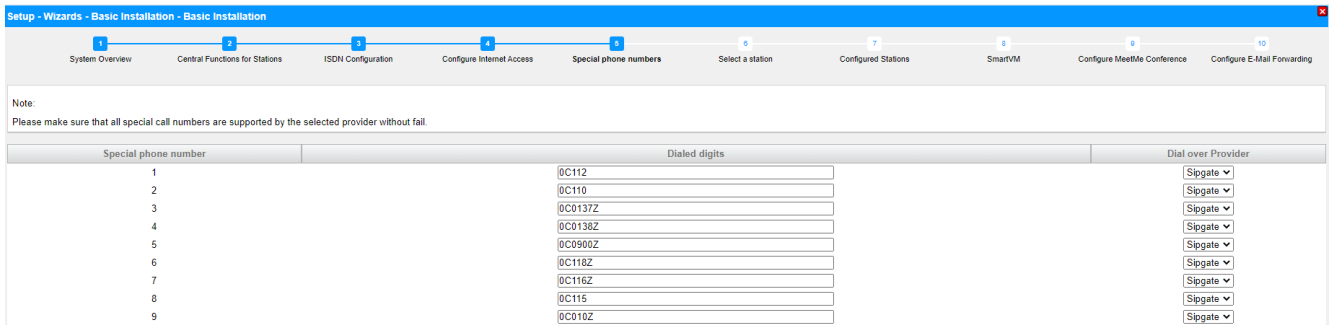 Setup - Wizards - Basic Installation - Basic Installation
1 2 3 4 5 6 7 8 9 10
System Overview Central Functions for Stations ISDN Configuration Configure Internet Access Special phone numbers Select a station Configured Stations SmartVM Configure MeetMe Conference Configure E-Mail Forwarding
Note:
Please make sure that all special call numbers are supported by the selected provider without fail.
Special phone number Dialed digits Dial over Provider
1 0C112 Sipgate
2 0C110 Sipgate
3 0C0137Z Sipgate
4 0C0138Z Sipgate
5 0C0900Z Sipgate
6 0C118Z Sipgate
7 0C116Z Sipgate
8 0C115 Sipgate
9 0C010Z Sipgate